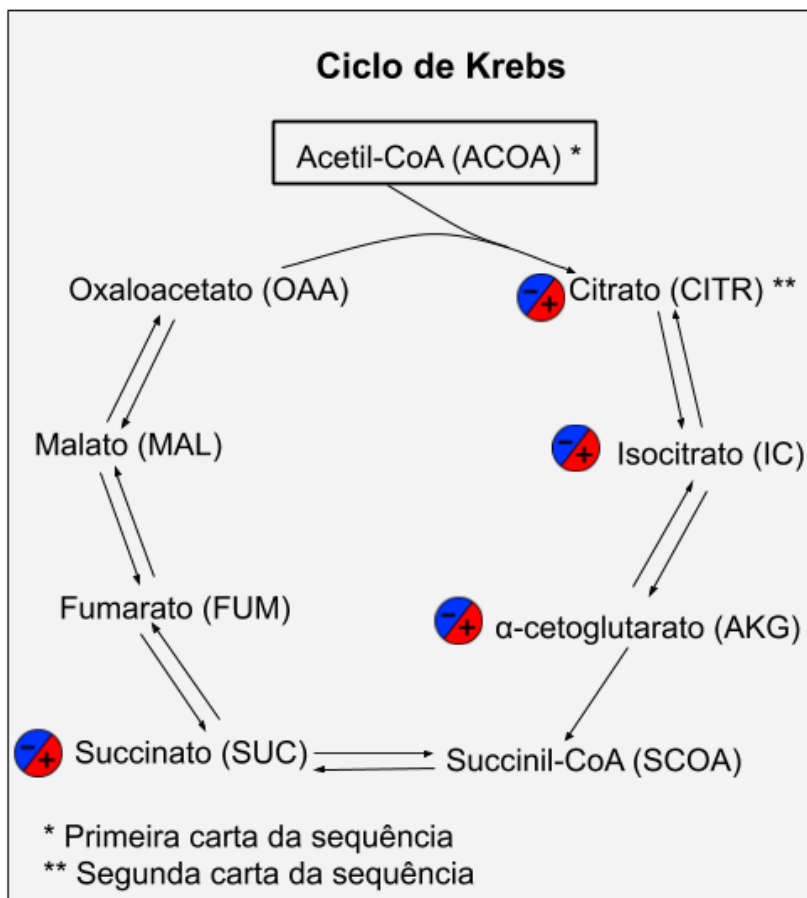 Ciclo de Krebs
Acetil-CoA (ACOA) *
Oxaloacetato (OAA)
- + Citrato (CITR) **
Malato (MAL)
- + Isocitrato (IC)
Fumarato (FUM)
- + α-cetoglutarato (AKG)
- + Succinato (SUC)
Succinil-CoA (SCOA)
* Primeira carta da sequência
** Segunda carta da sequência